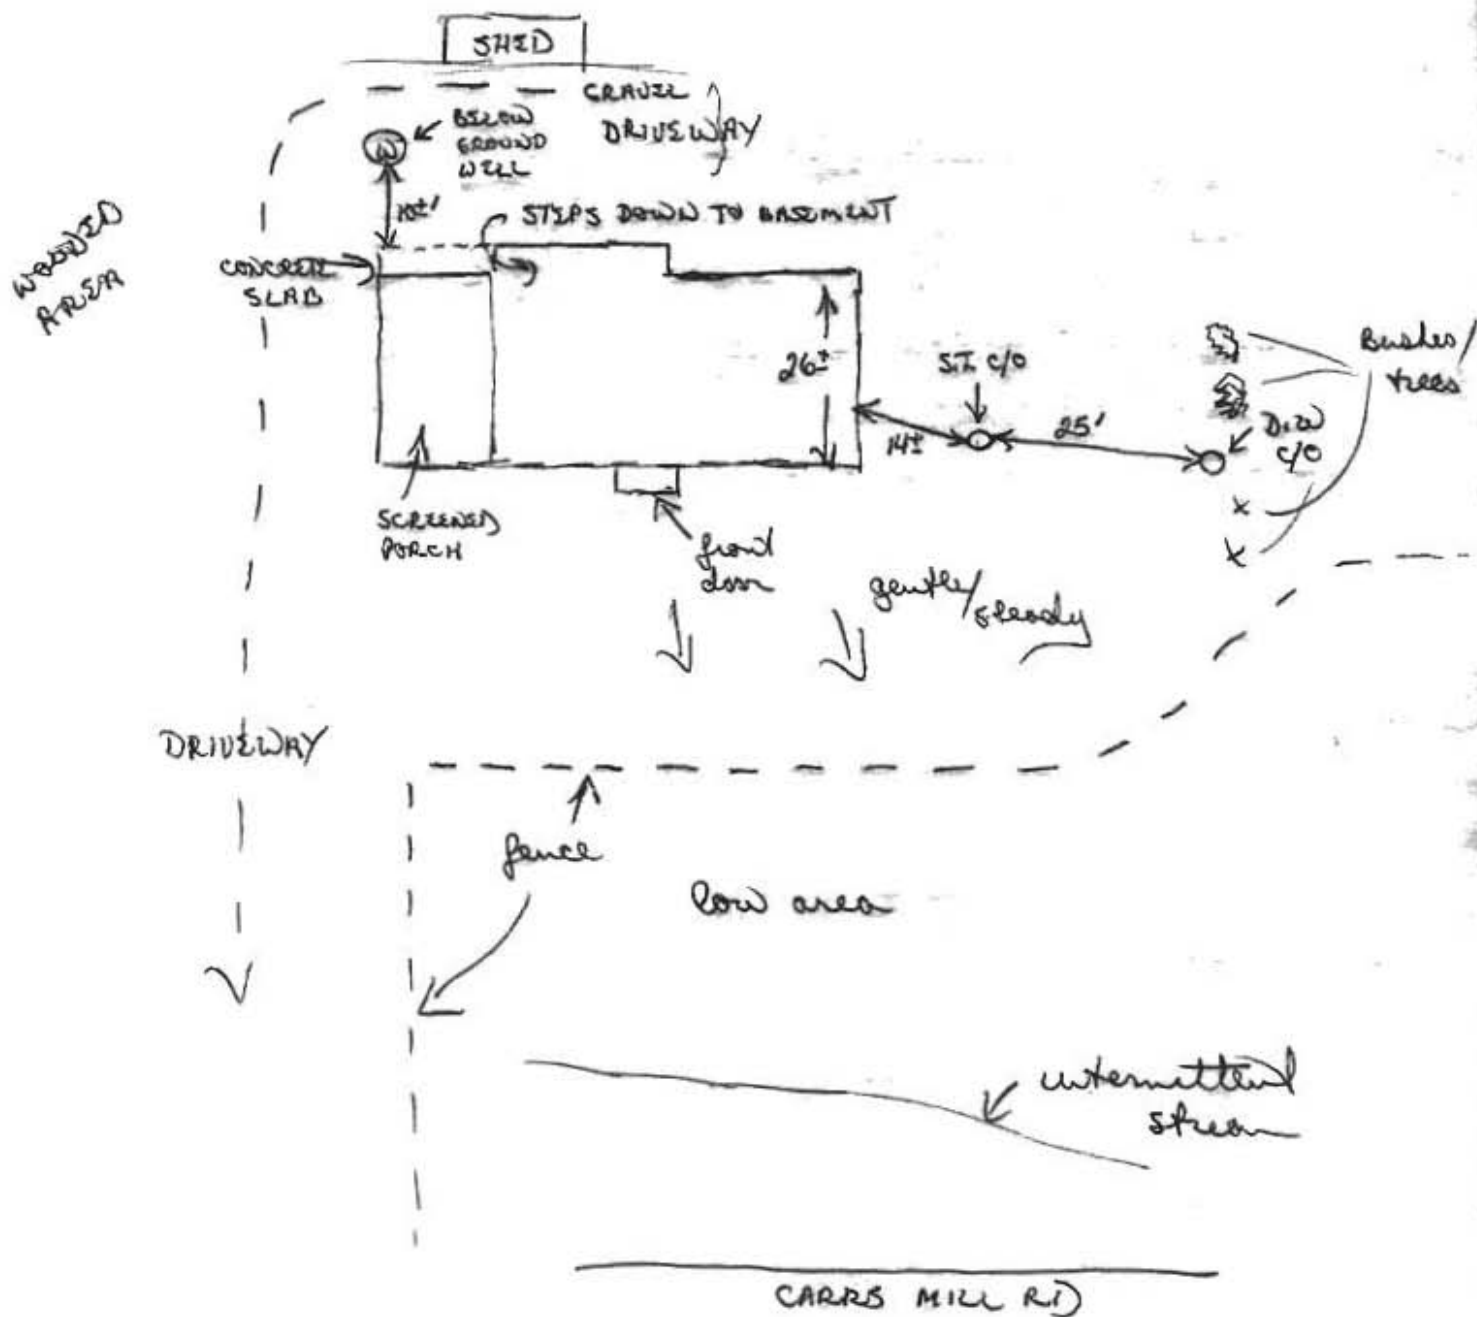 SHED
GRAVEL
DRIVEWAY
BELOW
GROUND
WELL
W
10±'
STEPS DOWN TO BASEMENT
WOODED
AREA
CONCRETE
SLAB
26±
S.T. C/O
14±
25'
Bushes/
trees
D.W
C/O
SCREENED
PORCH
front
door
gentle/
steady
DRIVEWAY
fence
low area
intermittent
stream
CARRS MILL RD